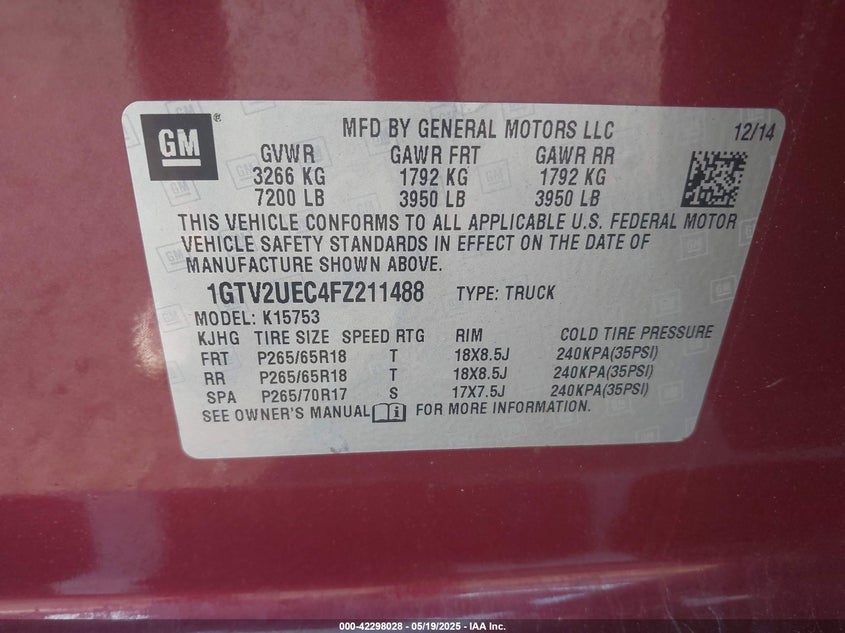 GM ®
MFD BY GENERAL MOTORS LLC 12/14
GVWR GAWR FRT GAWR RR
3266 KG 1792 KG 1792 KG
7200 LB 3950 LB 3950 LB
THIS VEHICLE CONFORMS TO ALL APPLICABLE U.S. FEDERAL MOTOR
VEHICLE SAFETY STANDARDS IN EFFECT ON THE DATE OF
MANUFACTURE SHOWN ABOVE.
1GTV2UEC4FZ211488 TYPE: TRUCK
MODEL: K15753
KJHG TIRE SIZE SPEED RTG RIM COLD TIRE PRESSURE
FRT P265/65R18 T 18X8.5J 240KPA(35PSI)
RR P265/65R18 T 18X8.5J 240KPA(35PSI)
SPA P265/70R17 S 17X7.5J 240KPA(35PSI)
SEE OWNER'S MANUAL i FOR MORE INFORMATION.
000-42298028 - 05/19/2025 - IAA Inc.